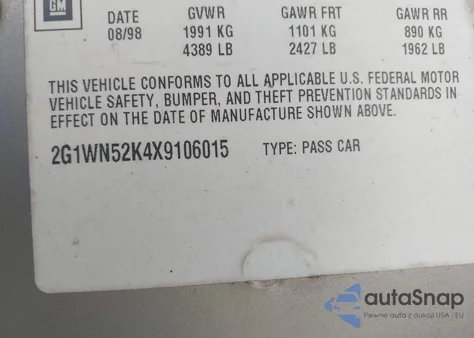 GM
DATE GVWR GAWR FRT GAWR RR
08/98 1991 KG 1101 KG 890 KG
4389 LB 2427 LB 1962 LB
THIS VEHICLE CONFORMS TO ALL APPLICABLE U.S. FEDERAL MOTOR
VEHICLE SAFETY, BUMPER, AND THEFT PREVENTION STANDARDS IN
EFFECT ON THE DATE OF MANUFACTURE SHOWN ABOVE.
2G1WN52K4X9106015 TYPE: PASS CAR
autaSnap
Pewne auta z aukcji USA i EU